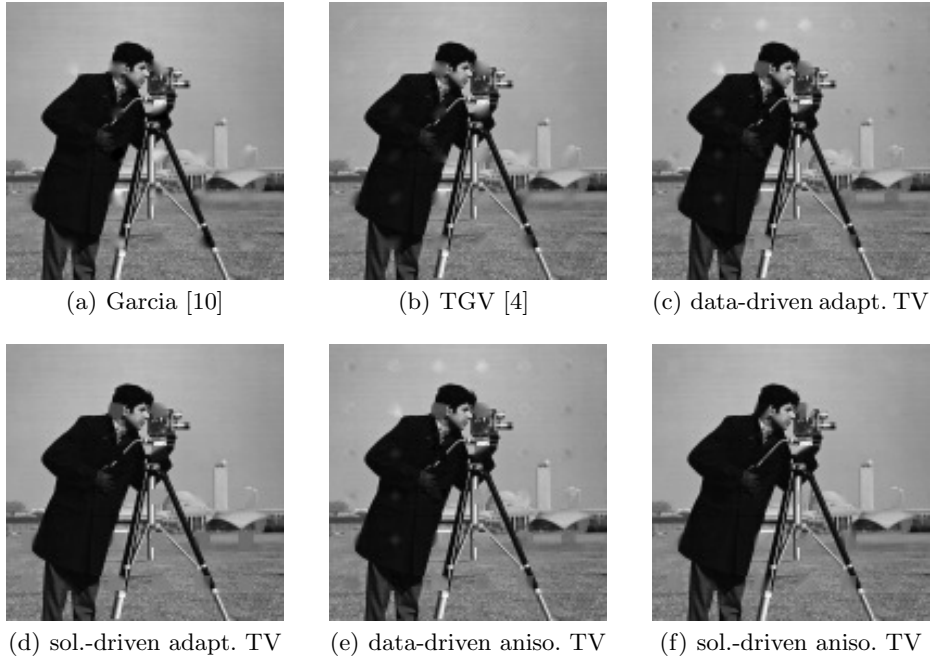 (a) Garcia [10]
(b) TGV [4]
(c) data-driven adapt. TV
(d) sol.-driven adapt. TV
(e) data-driven aniso. TV
(f) sol.-driven aniso. TV